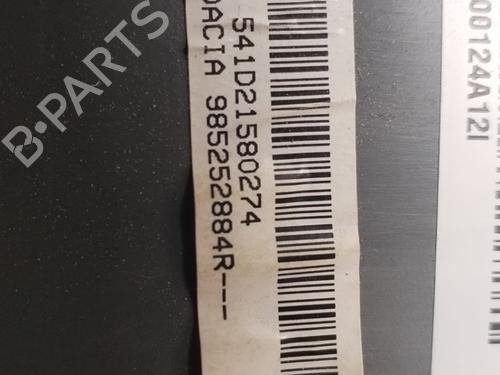 541D21580274
DACIA 985252884R---
00124A12I
B-PARTS